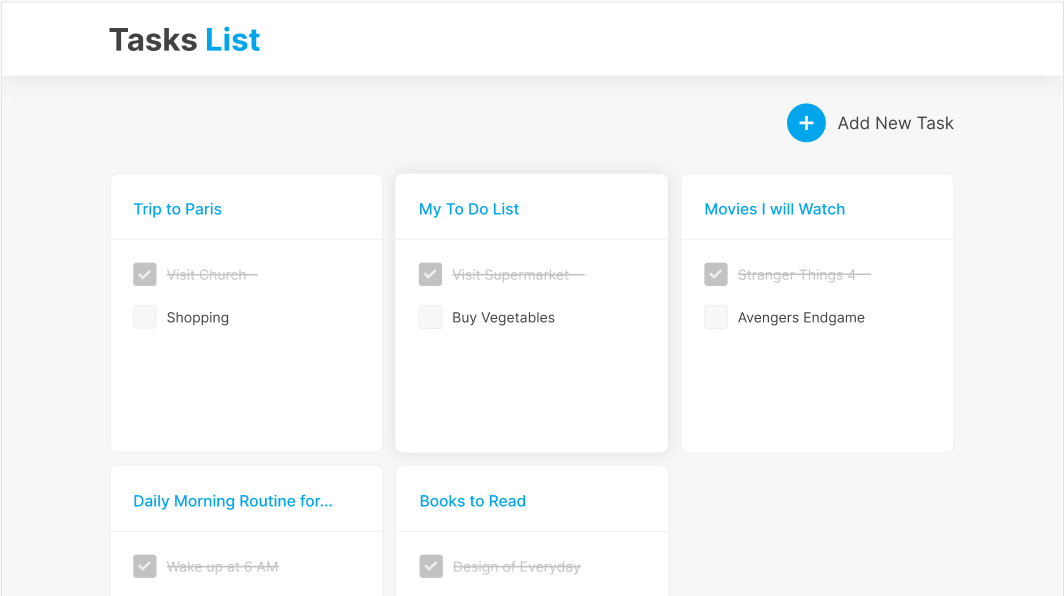 Tasks List
Add New Task
Trip to Paris
Visit Church
Shopping
My To Do List
Visit Supermarket
Buy Vegetables
Movies I will Watch
Stranger Things 4
Avengers Endgame
Daily Morning Routine for...
Wake up at 6 AM
Books to Read
Design of Everyday